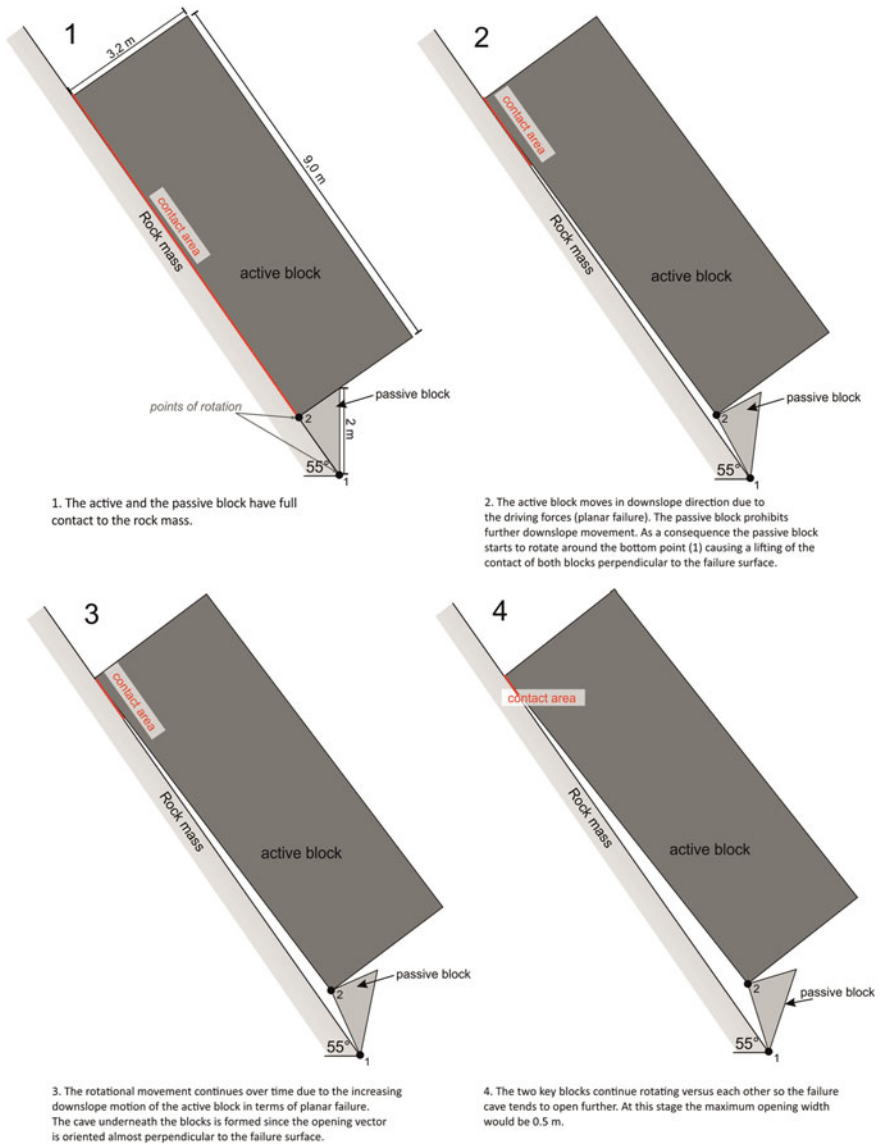 1
3,2 m
9,0 m
contact area
Rock mass
active block
points of rotation
passive block
2
2 m
55°
1
1. The active and the passive block have full
contact to the rock mass.
2
contact area
Rock mass
active block
passive block
2
55°
1
2. The active block moves in downslope direction due to
the driving forces (planar failure). The passive block prohibits
further downslope movement. As a consequence the passive block
starts to rotate around the bottom point (1) causing a lifting of the
contact of both blocks perpendicular to the failure surface.
3
contact area
Rock mass
active block
passive block
2
55°
1
3. The rotational movement continues over time due to the increasing
downslope motion of the active block in terms of planar failure.
The cave underneath the blocks is formed since the opening vector
is oriented almost perpendicular to the failure surface.
4
contact area
Rock mass
active block
passive block
2
55°
1
4. The two key blocks continue rotating versus each other so the failure
cave tends to open further. At this stage the maximum opening width
would be 0.5 m.